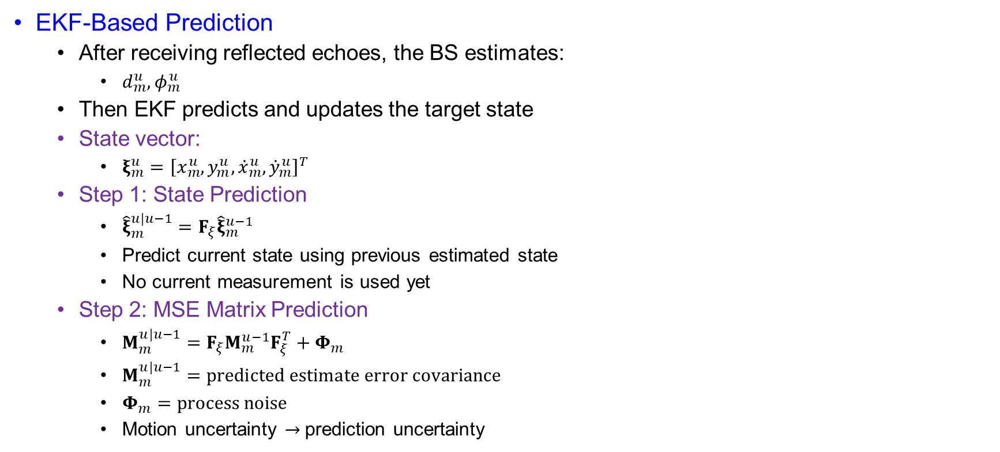 • EKF-Based Prediction
• After receiving reflected echoes, the BS estimates:
• $d_m^u, \phi_m^u$
• Then EKF predicts and updates the target state
• State vector:
• $\boldsymbol{\xi}_m^u = [x_m^u, y_m^u, \dot{x}_m^u, \dot{y}_m^u]^T$
• Step 1: State Prediction
• $\hat{\boldsymbol{\xi}}_m^{u|u-1} = \mathbf{F}_\xi \hat{\boldsymbol{\xi}}_m^{u-1}$
• Predict current state using previous estimated state
• No current measurement is used yet
• Step 2: MSE Matrix Prediction
• $\mathbf{M}_m^{u|u-1} = \mathbf{F}_\xi \mathbf{M}_m^{u-1} \mathbf{F}_\xi^T + \mathbf{\Phi}_m$
• $\mathbf{M}_m^{u|u-1} = \text{predicted estimate error covariance}$
• $\mathbf{\Phi}_m = \text{process noise}$
• Motion uncertainty → prediction uncertainty